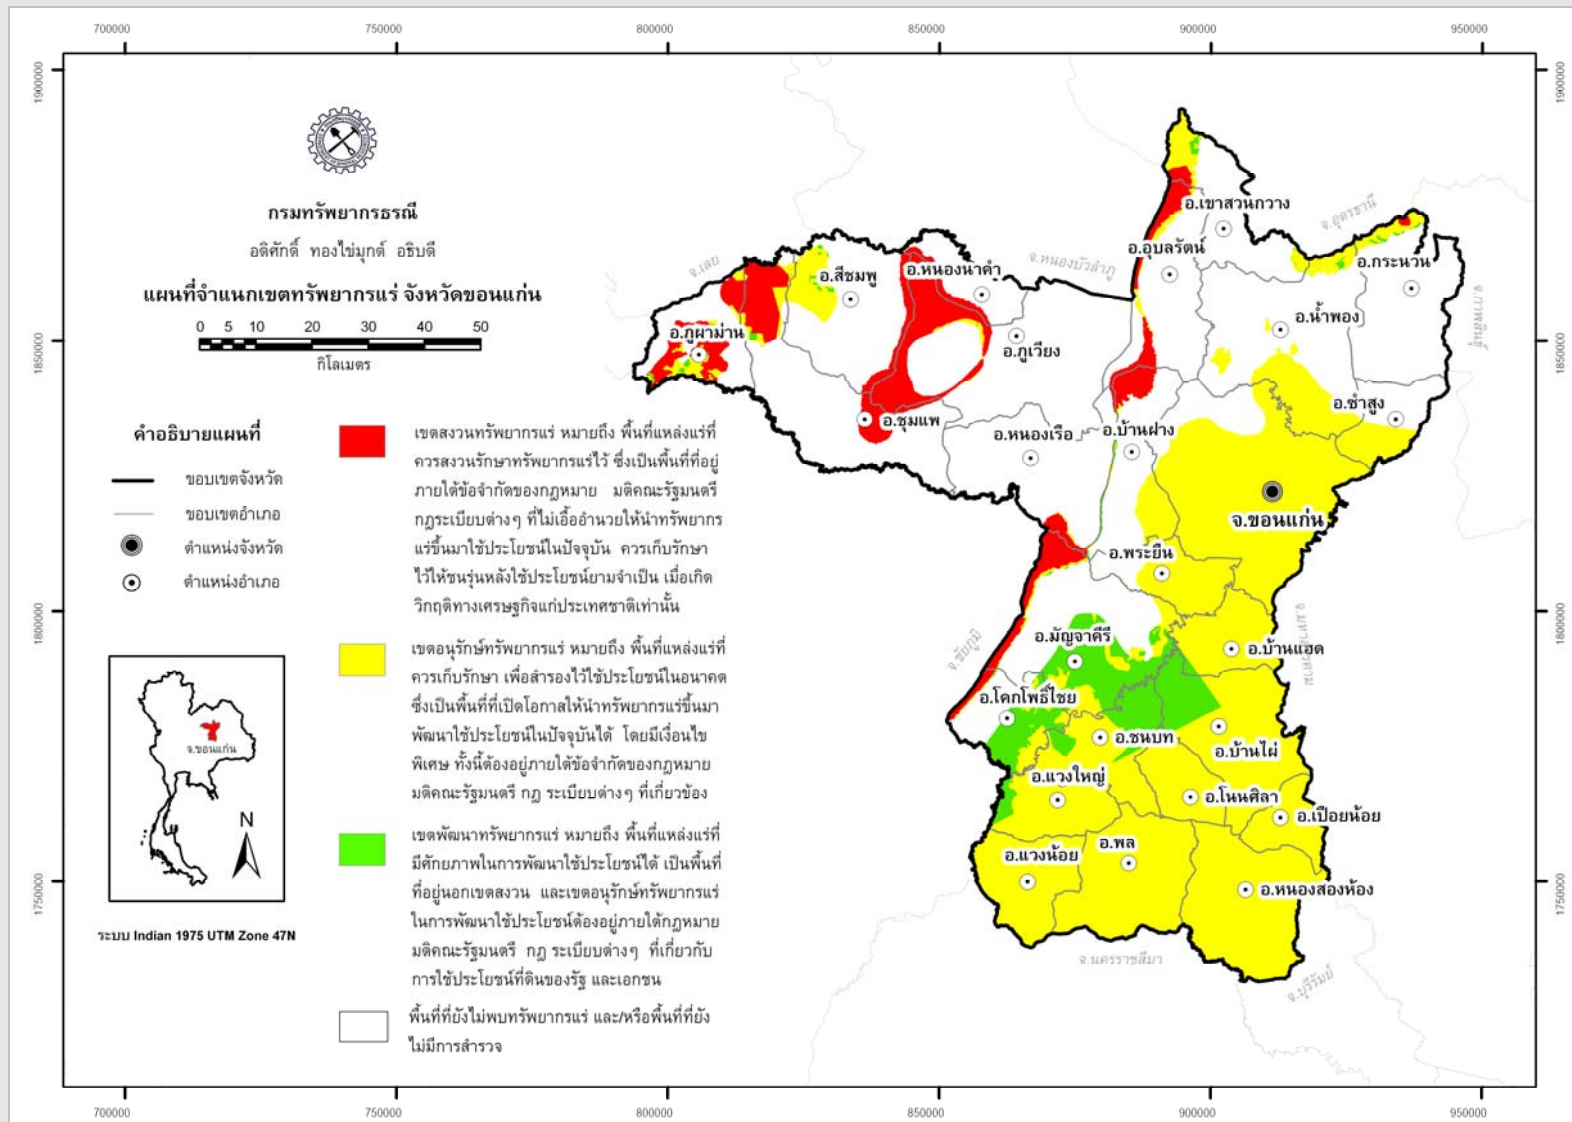 700000 750000 800000 850000 900000 950000
1900000
1850000
1800000
1750000
กรมทรัพยากรธรณี
อดิศักดิ์ ทองไข่มุกต์ อธิบดี
แผนที่จำแนกเขตทรัพยากรแร่ จังหวัดขอนแก่น
0 5 10 20 30 40 50
กิโลเมตร
คำอธิบายแผนที่
ขอบเขตจังหวัด
ขอบเขตอำเภอ
ตำแหน่งจังหวัด
ตำแหน่งอำเภอ
เขตสงวนทรัพยากรแร่ หมายถึง พื้นที่แหล่งแร่ที่
ควรสงวนรักษาทรัพยากรแร่ไว้ ซึ่งเป็นพื้นที่ที่อยู่
ภายใต้ข้อจำกัดของกฎหมาย มติคณะรัฐมนตรี
กฎระเบียบต่างๆ ที่ไม่เอื้ออำนวยให้นำทรัพยากร
แร่ขึ้นมาใช้ประโยชน์ในปัจจุบัน ควรเก็บรักษา
ไว้ให้ชนรุ่นหลังใช้ประโยชน์ยามจำเป็น เมื่อเกิด
วิกฤติทางเศรษฐกิจแก่ประเทศชาติเท่านั้น
เขตอนุรักษ์ทรัพยากรแร่ หมายถึง พื้นที่แหล่งแร่ที่
ควรเก็บรักษา เพื่อสำรองไว้ใช้ประโยชน์ในอนาคต
ซึ่งเป็นพื้นที่ที่เปิดโอกาสให้นำทรัพยากรแร่ขึ้นมา
พัฒนาใช้ประโยชน์ในปัจจุบันได้ โดยมีเงื่อนไข
พิเศษ ทั้งนี้ต้องอยู่ภายใต้ข้อจำกัดของกฎหมาย
มติคณะรัฐมนตรี กฎ ระเบียบต่างๆ ที่เกี่ยวข้อง
เขตพัฒนาทรัพยากรแร่ หมายถึง พื้นที่แหล่งแร่ที่
มีศักยภาพในการพัฒนาใช้ประโยชน์ได้ เป็นพื้นที่
ที่อยู่นอกเขตสงวน และเขตอนุรักษ์ทรัพยากรแร่
ในการพัฒนาใช้ประโยชน์ต้องอยู่ภายใต้กฎหมาย
มติคณะรัฐมนตรี กฎ ระเบียบต่างๆ ที่เกี่ยวกับ
การใช้ประโยชน์ที่ดินของรัฐ และเอกชน
พื้นที่ที่ยังไม่พบทรัพยากรแร่ และ/หรือพื้นที่ที่ยัง
ไม่มีการสำรวจ
จ.ขอนแก่น
N
ระบบ Indian 1975 UTM Zone 47N
อ.เขาสวนกวาง
จ.อุดรธานี
อ.อุบลรัตน์
จ.เลย
อ.สีชมพู
อ.หนองนาคำ
จ.หนองบัวลำภู
อ.กระนวน
จ.กาฬสินธุ์
อ.น้ำพอง
อ.ภูผาม่าน
อ.ภูเวียง
อ.ซำสูง
อ.ชุมแพ
อ.หนองเรือ
อ.บ้านฝาง
จ.ขอนแก่น
อ.พระยืน
จ.มหาสารคาม
จ.ชัยภูมิ
อ.มัญจาคีรี
อ.บ้านแฮด
อ.โคกโพธิ์ไชย
อ.ชนบท
อ.บ้านไผ่
อ.แวงใหญ่
อ.โนนศิลา
อ.เปือยน้อย
อ.พล
อ.แวงน้อย
อ.หนองสองห้อง
จ.นครราชสีมา
จ.บุรีรัมย์
1900000
1850000
1800000
1750000
700000 750000 800000 850000 900000 950000